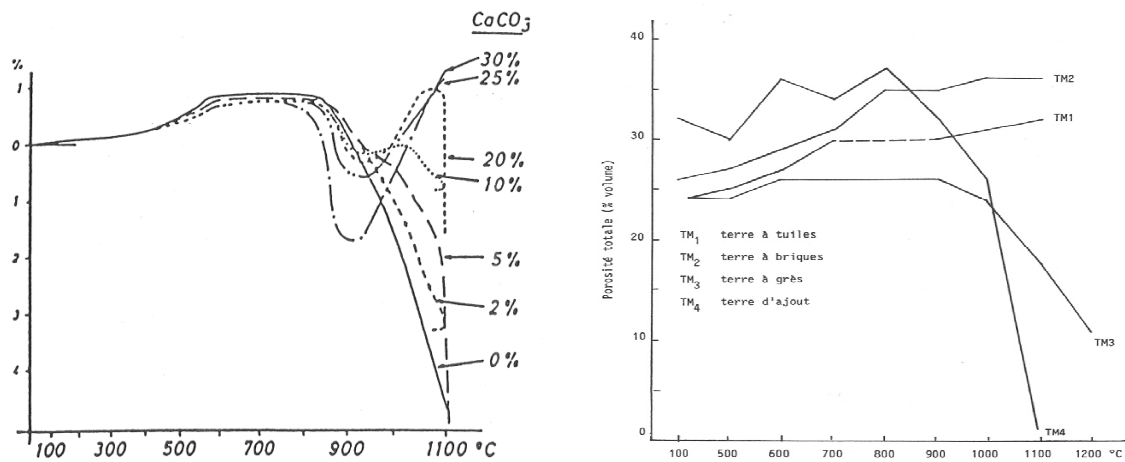 CaCO3
30%
25%
20%
10%
5%
2%
0%
%
1
0
1
2
3
4
100 300 500 700 900 1100 °C
Porosité totale (% volume)
40
30
20
10
0
TM2
TM1
TM1 terre à tuiles
TM2 terre à briques
TM3 terre à grès
TM4 terre d'ajout
TM3
TM4
100 500 600 700 800 900 1000 1100 1200 °C